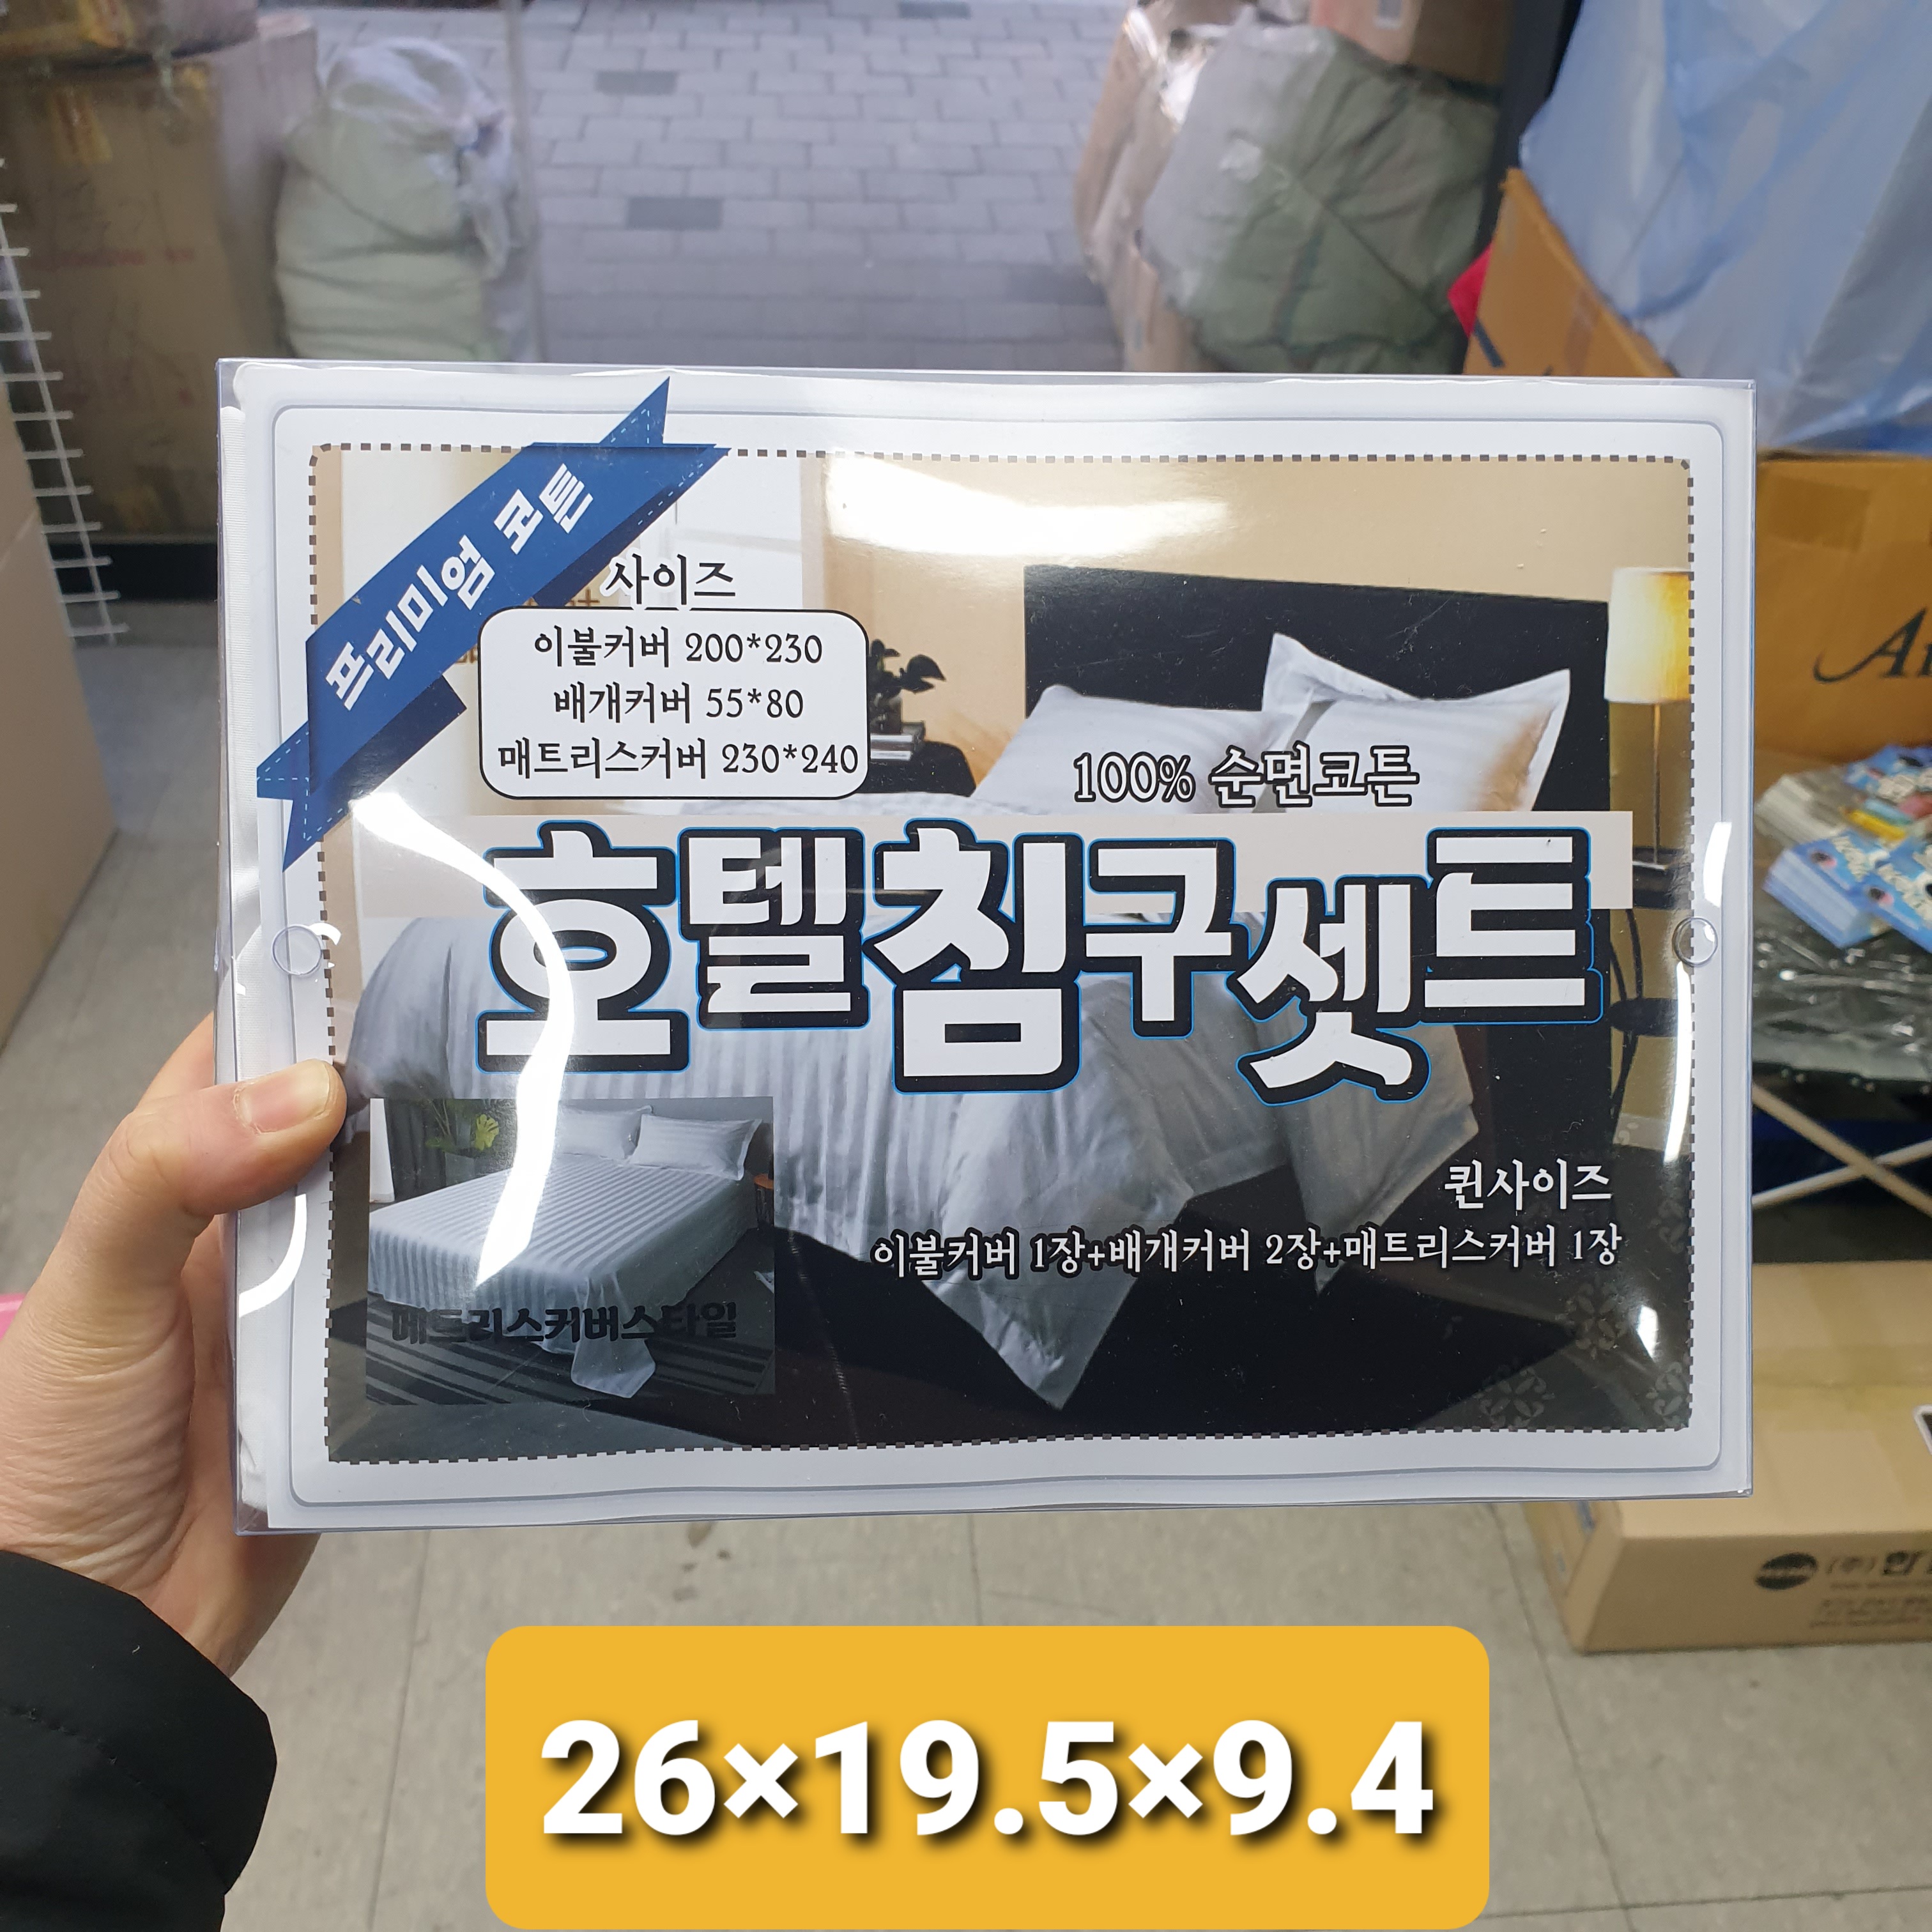 프리미엄 코튼
사이즈
이불커버 200*230
배개커버 55*80
매트리스커버 230*240
100% 순면코튼
호텔침구셋트
퀸사이즈
이불커버 1장+배개커버 2장+매트리스커버 1장
매트리스커버스타일
(주)한
26×19.5×9.4